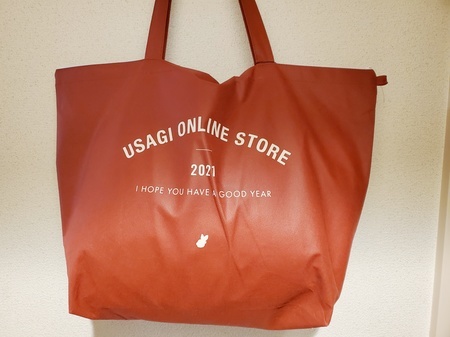 USAGI ONLINE STORE
2021
I HOPE YOU HAVE A GOOD YEAR